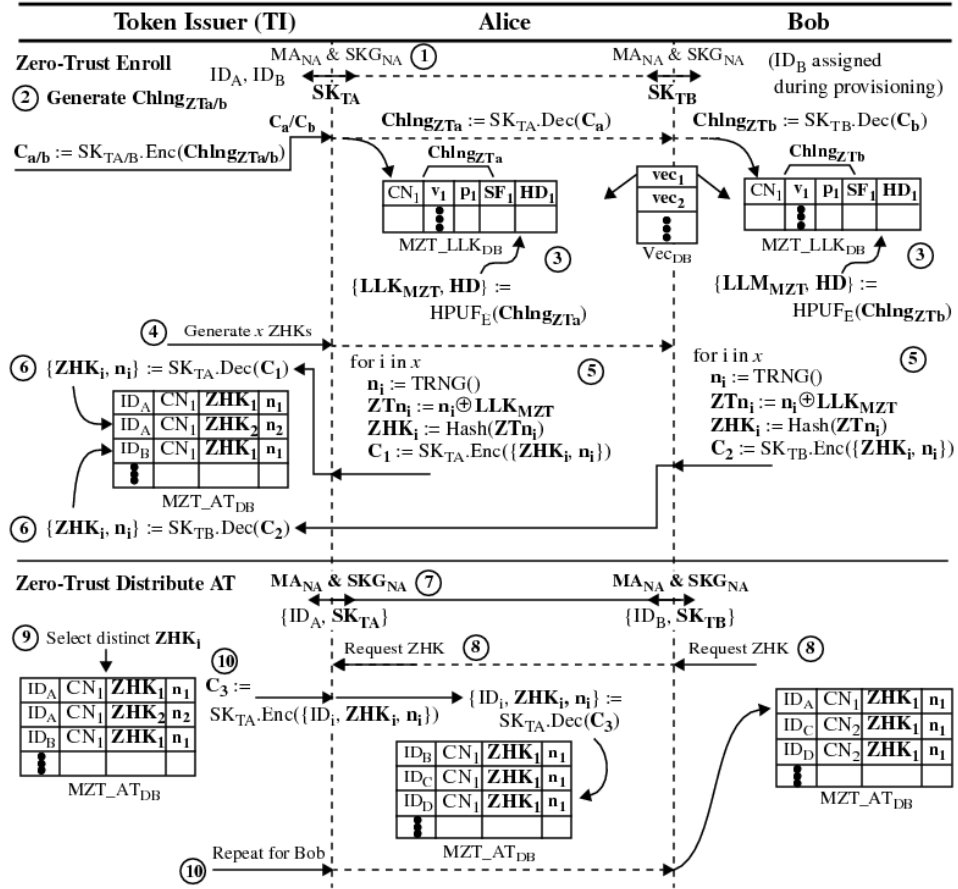 Token Issuer (TI) Alice Bob
Zero-Trust Enroll
MA_NA & SKG_NA 1 MA_NA & SKG_NA
ID_A, ID_B
(ID_B assigned
during provisioning)
SK_TA SK_TB
2 Generate Chlng_ZTa/b
C_a/C_b
Chlng_ZTa := SK_TA.Dec(C_a)
Chlng_ZTb := SK_TB.Dec(C_b)
C_a/b := SK_TA/B.Enc(Chlng_ZTa/b)
Chlng_ZTa
CN_1 v_1 p_1 SF_1 HD_1
MZT_LLK_DB
vec_1
vec_2
Vec_DB
Chlng_ZTb
CN_1 v_1 p_1 SF_1 HD_1
MZT_LLK_DB
3
{LLK_MZT, HD} :=
HPUF_E(Chlng_ZTa)
3
{LLM_MZT, HD} :=
HPUF_E(Chlng_ZTb)
4 Generate x ZHKs
5
for i in x
n_i := TRNG()
ZTn_i := n_i ⊕ LLK_MZT
ZHK_i := Hash(ZTn_i)
C_1 := SK_TA.Enc({ZHK_i, n_i})
5
for i in x
n_i := TRNG()
ZTn_i := n_i ⊕ LLK_MZT
ZHK_i := Hash(ZTn_i)
C_2 := SK_TB.Enc({ZHK_i, n_i})
6 {ZHK_i, n_i} := SK_TA.Dec(C_1)
ID_A CN_1 ZHK_1 n_1
ID_A CN_1 ZHK_2 n_2
ID_B CN_1 ZHK_1 n_1
MZT_AT_DB
6 {ZHK_i, n_i} := SK_TB.Dec(C_2)
Zero-Trust Distribute AT
MA_NA & SKG_NA 7 MA_NA & SKG_NA
{ID_A, SK_TA} {ID_B, SK_TB}
9 Select distinct ZHK_i
Request ZHK 8
Request ZHK 8
ID_A CN_1 ZHK_1 n_1
ID_A CN_1 ZHK_2 n_2
ID_B CN_1 ZHK_1 n_1
MZT_AT_DB
10
C_3 :=
SK_TA.Enc({ID_i, ZHK_i, n_i})
{ID_i, ZHK_i, n_i} :=
SK_TA.Dec(C_3)
ID_B CN_1 ZHK_1 n_1
ID_C CN_1 ZHK_1 n_1
ID_D CN_1 ZHK_1 n_1
MZT_AT_DB
ID_A CN_1 ZHK_1 n_1
ID_C CN_2 ZHK_1 n_1
ID_D CN_2 ZHK_1 n_1
MZT_AT_DB
10 Repeat for Bob